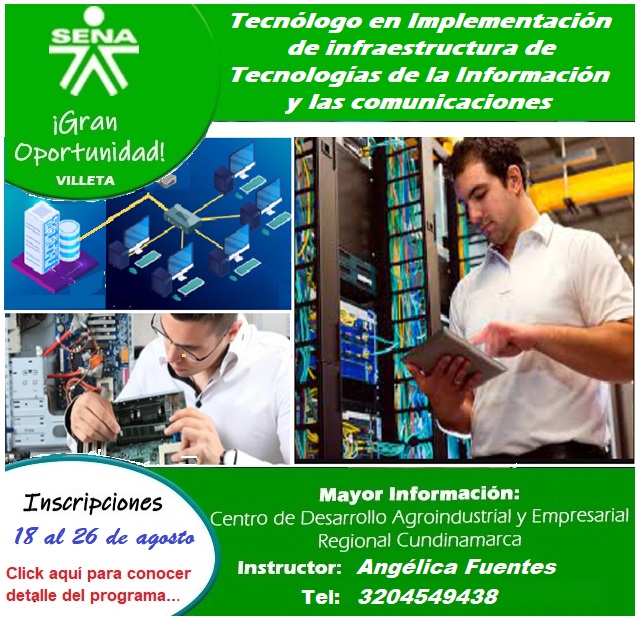 SENA
¡Gran
Oportunidad!
VILLETA
Tecnólogo en Implementación
de infraestructura de
Tecnologías de la Información
y las comunicaciones
Inscripciones
18 al 26 de agosto
Click aquí para conocer
detalle del programa...
Mayor Información:
Centro de Desarrollo Agroindustrial y Empresarial
Regional Cundinamarca
Instructor: Angélica Fuentes
Tel: 3204549438